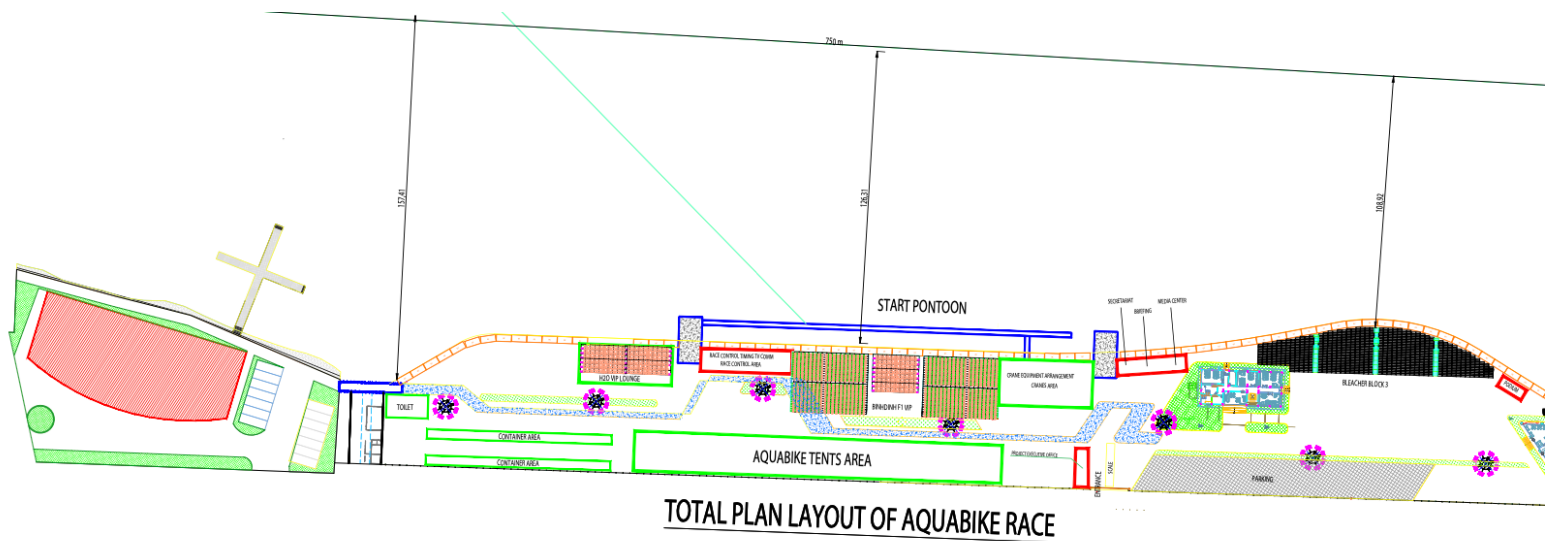 750 m
157,41
126,31
108,92
START PONTOON
SECRETARIAT
BRIEFING
MEDIA CENTER
RACE CONTROL TIMING TV COMM
RACE CONTROL AREA
H2O VIP LOUNGE
CRANE EQUIPMENT ARRANGEMENT
CRANES AREA
BLEACHER BLOCK 3
PODIUM
TOILET
BINHDINH F1 VIP
CONTAINER AREA
CONTAINER AREA
AQUABIKE TENTS AREA
PROJECT EXECUTIVE OFFICE
ENTRANCE
SCALE
PARKING
TOTAL PLAN LAYOUT OF AQUABIKE RACE